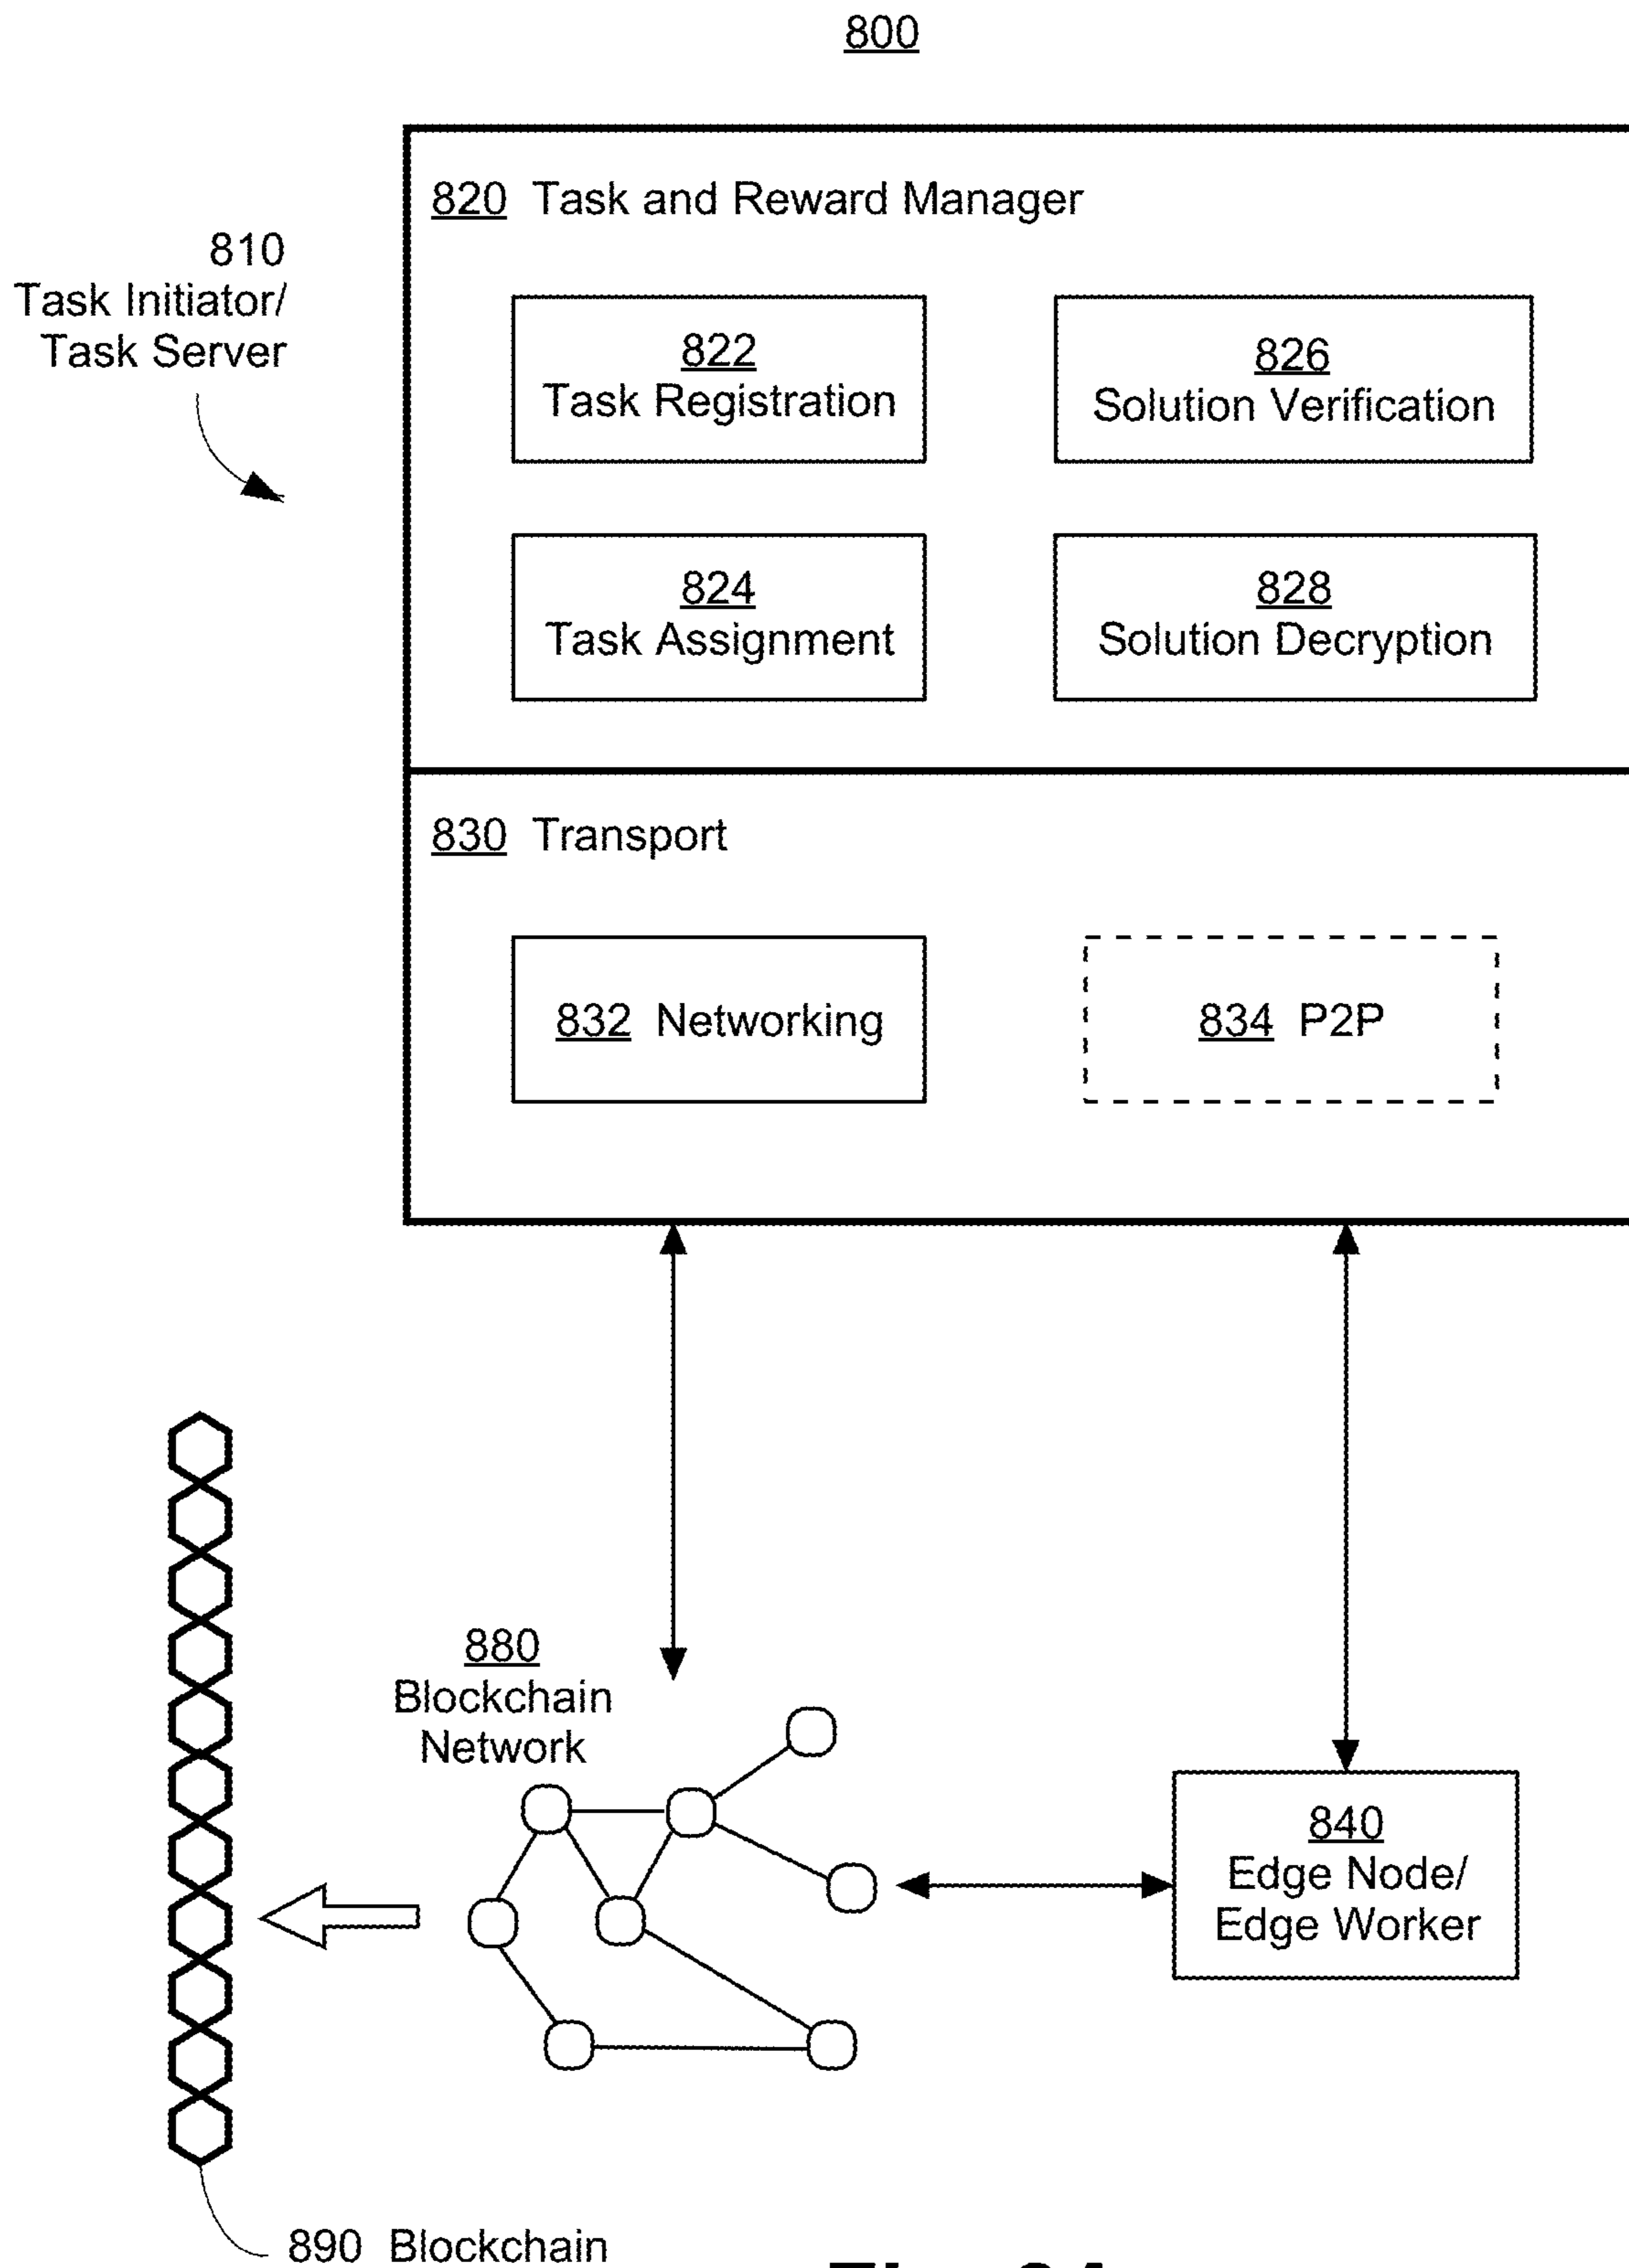 800
820 Task and Reward Manager
810
Task Initiator/
Task Server
822
Task Registration
826
Solution Verification
824
Task Assignment
828
Solution Decryption
830 Transport
832 Networking
834 P2P
880
Blockchain
Network
840
Edge Node/
Edge Worker
890 Blockchain